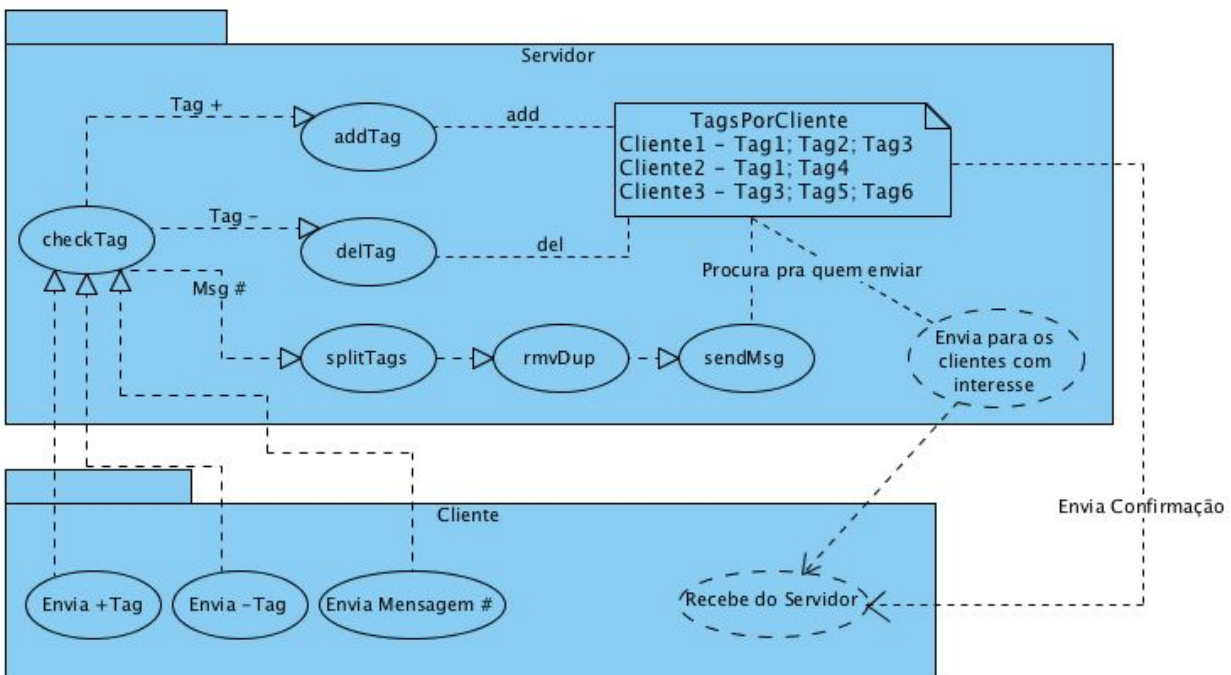 Servidor
Tag +
addTag
add
TagsPorCliente
Cliente1 – Tag1; Tag2; Tag3
Cliente2 – Tag1; Tag4
Cliente3 – Tag3; Tag5; Tag6
checkTag
Tag –
delTag
del
Msg #
Procura pra quem enviar
splitTags
rmvDup
sendMsg
Envia para os
clientes com
interesse
Envia Confirmação
Cliente
Envia +Tag
Envia –Tag
Envia Mensagem #
Recebe do Servidor